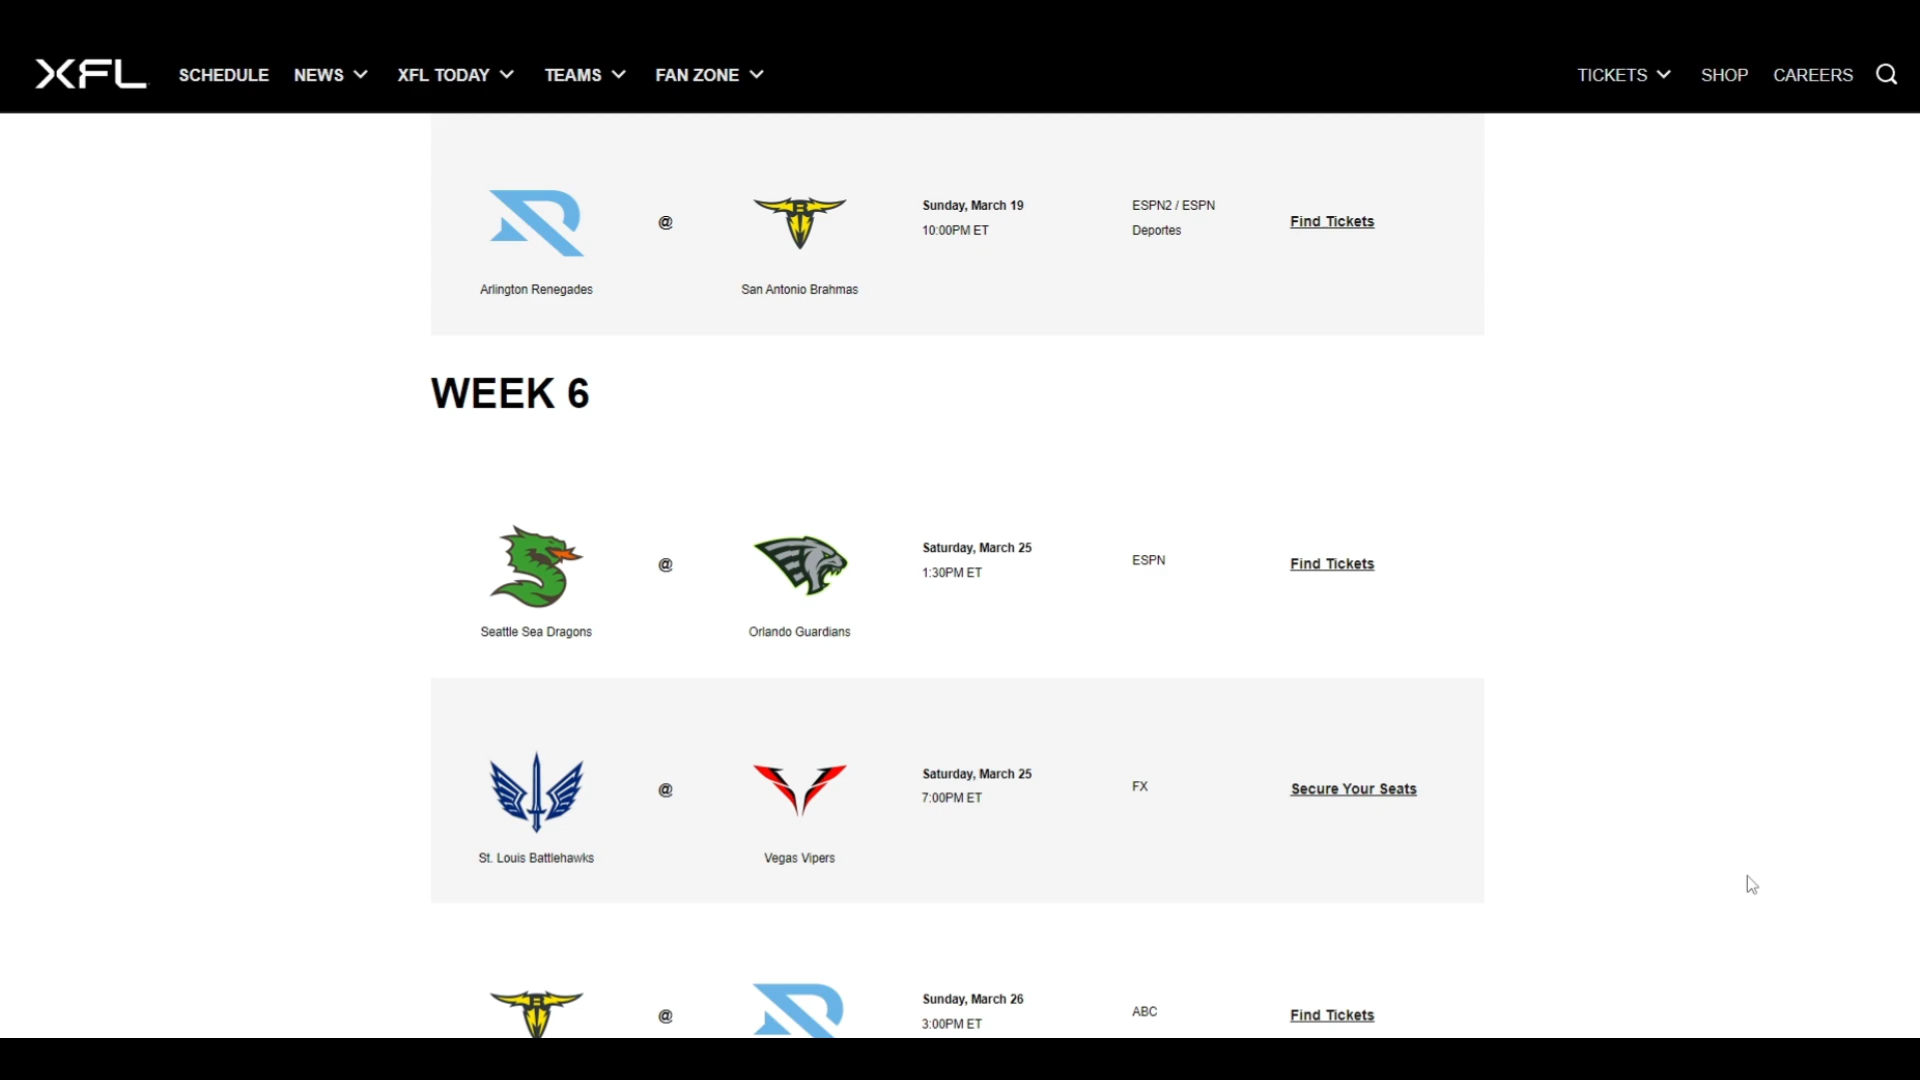 XFL SCHEDULE NEWS XFL TODAY TEAMS FAN ZONE TICKETS SHOP CAREERS
Sunday, March 19
10:00PM ET
@
ESPN2 / ESPN
Deportes
Find Tickets
Arlington Renegades
San Antonio Brahmas
WEEK 6
@
Saturday, March 25
1:30PM ET
ESPN
Find Tickets
Seattle Sea Dragons
Orlando Guardians
@
Saturday, March 25
7:00PM ET
FX
Secure Your Seats
St. Louis Battlehawks
Vegas Vipers
@
Sunday, March 26
3:00PM ET
ABC
Find Tickets